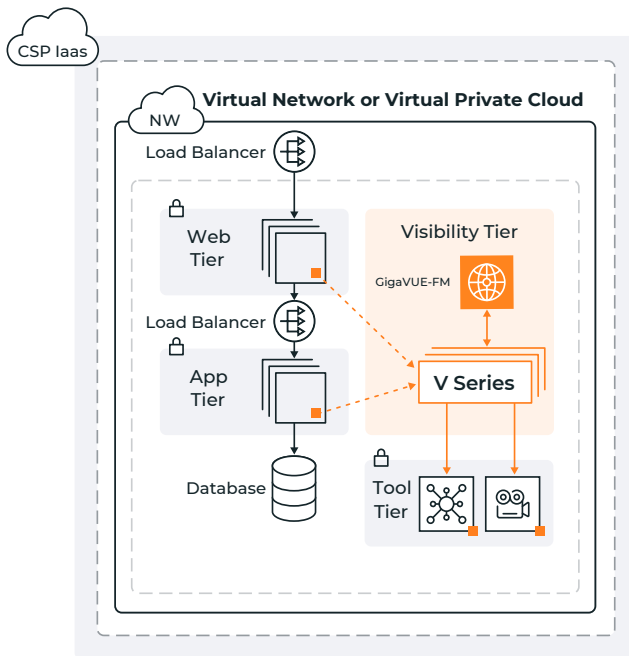 CSP Iaas
Virtual Network or Virtual Private Cloud
NW
Load Balancer
Web
Tier
Visibility Tier
GigaVUE-FM
Load Balancer
App
Tier
V Series
Database
Tool
Tier